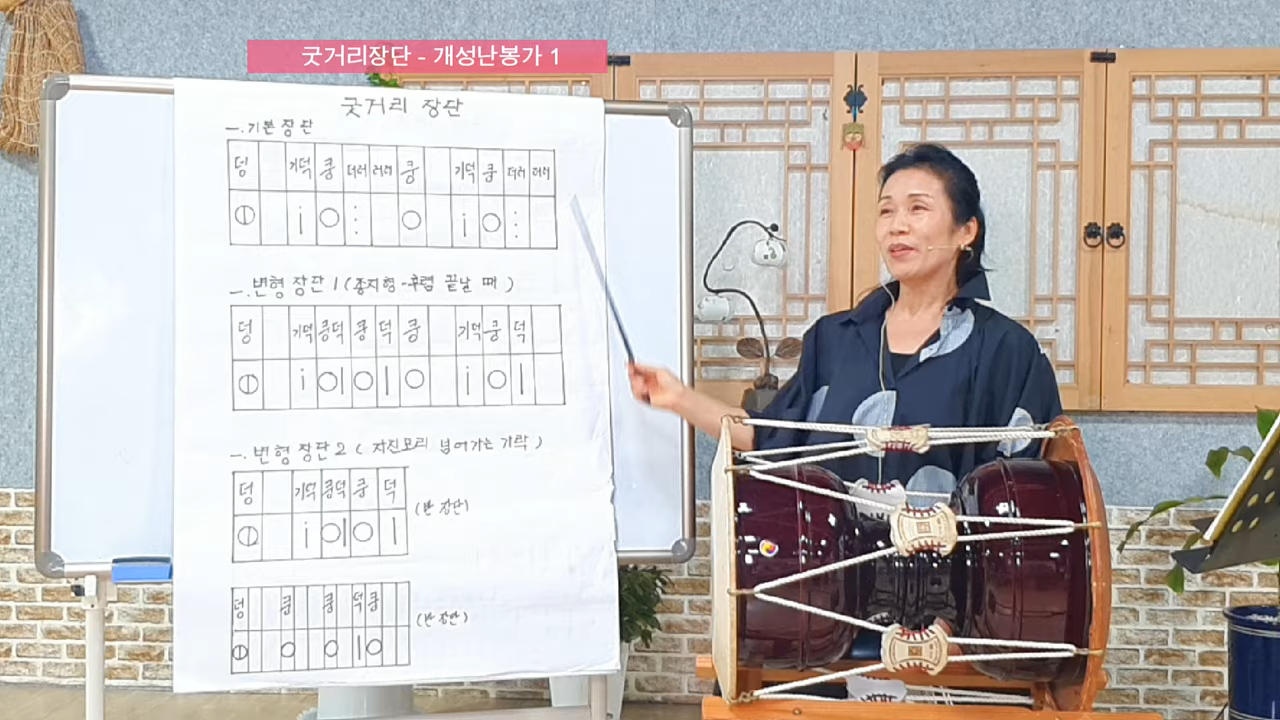 굿거리장단 - 개성난봉가 1
굿거리 장단
一. 기본 장단
덩 기덕 쿵 더러 러러 쿵 기덕 쿵 더러 러러
一. 변형 장단 1 (종지형 - 후렴 끝날 때)
덩 기덕 쿵덕 쿵 덕 쿵 기덕 쿵 덕
一. 변형 장단 2 (자진모리 넘어가는 가락)
덩 기덕 쿵덕 쿵 덕
(반 장단)
덩 쿵 쿵 덕 쿵
(반 장단)